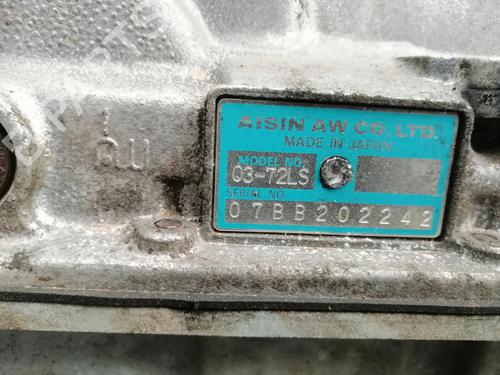 AISIN AW CO., LTD.
MADE IN JAPAN
MODEL NO.
03-72LS
SERIAL NO.
07BB202242